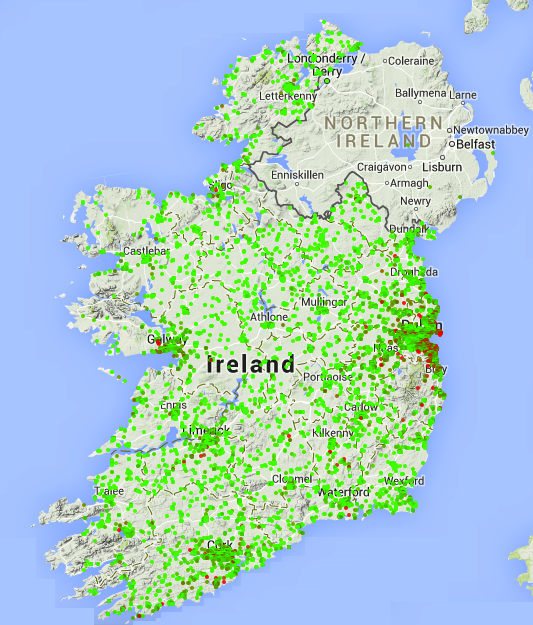 Londonderry /
Derry
Coleraine
Letterkenny
Ballymena
Larne
NORTHERN
IRELAND
Newtownabbey
Belfast
Lisburn
Craigavon
Enniskillen
Armagh
Sligo
Newry
Dundalk
Castlebar
Drogheda
Mullingar
Athlone
Dublin
Galway
Naas
Ireland
Bray
Portlaoise
Ennis
Carlow
Limerick
Kilkenny
Clonmel
Tralee
Waterford
Wexford
Cork